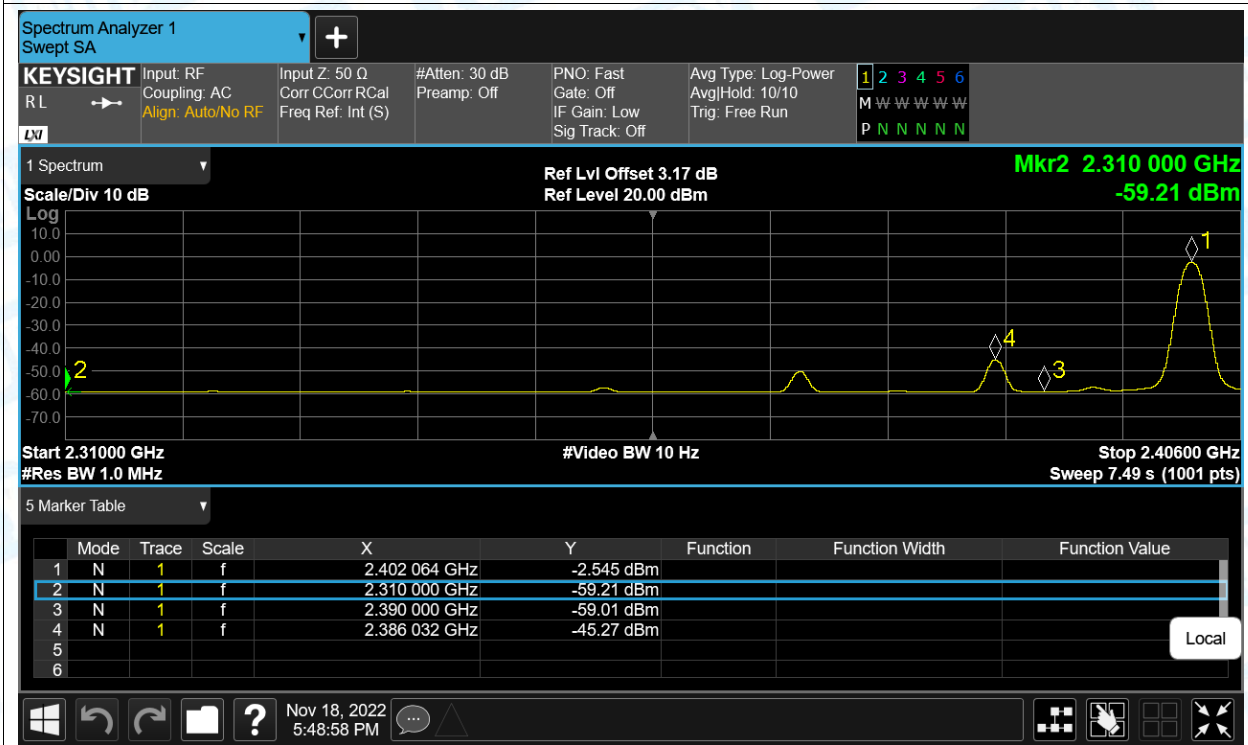 Spectrum Analyzer 1
Swept SA
KEYSIGHT
R L
LXI
Input: RF
Coupling: AC
Align: Auto/No RF
Input Z: 50 Ω
Corr CCorr RCal
Freq Ref: Int (S)
#Atten: 30 dB
Preamp: Off
PNO: Fast
Gate: Off
IF Gain: Low
Sig Track: Off
Avg Type: Log-Power
Avg|Hold: 10/10
Trig: Free Run
1 2 3 4 5 6
M W W W W W
P N N N N N
1 Spectrum
Scale/Div 10 dB
Ref Lvl Offset 3.17 dB
Ref Level 20.00 dBm
Mkr2 2.310 000 GHz
-59.21 dBm
Log
10.0
0.00
-10.0
-20.0
-30.0
-40.0
-50.0
-60.0
-70.0
1
4
3
2
Start 2.31000 GHz
#Video BW 10 Hz
Stop 2.40600 GHz
#Res BW 1.0 MHz
Sweep 7.49 s (1001 pts)
5 Marker Table
Mode Trace Scale X Y Function Function Width Function Value
1 N 1 f 2.402 064 GHz -2.545 dBm
2 N 1 f 2.310 000 GHz -59.21 dBm
3 N 1 f 2.390 000 GHz -59.01 dBm
4 N 1 f 2.386 032 GHz -45.27 dBm
5
6
Local
?
Nov 18, 2022
5:48:58 PM